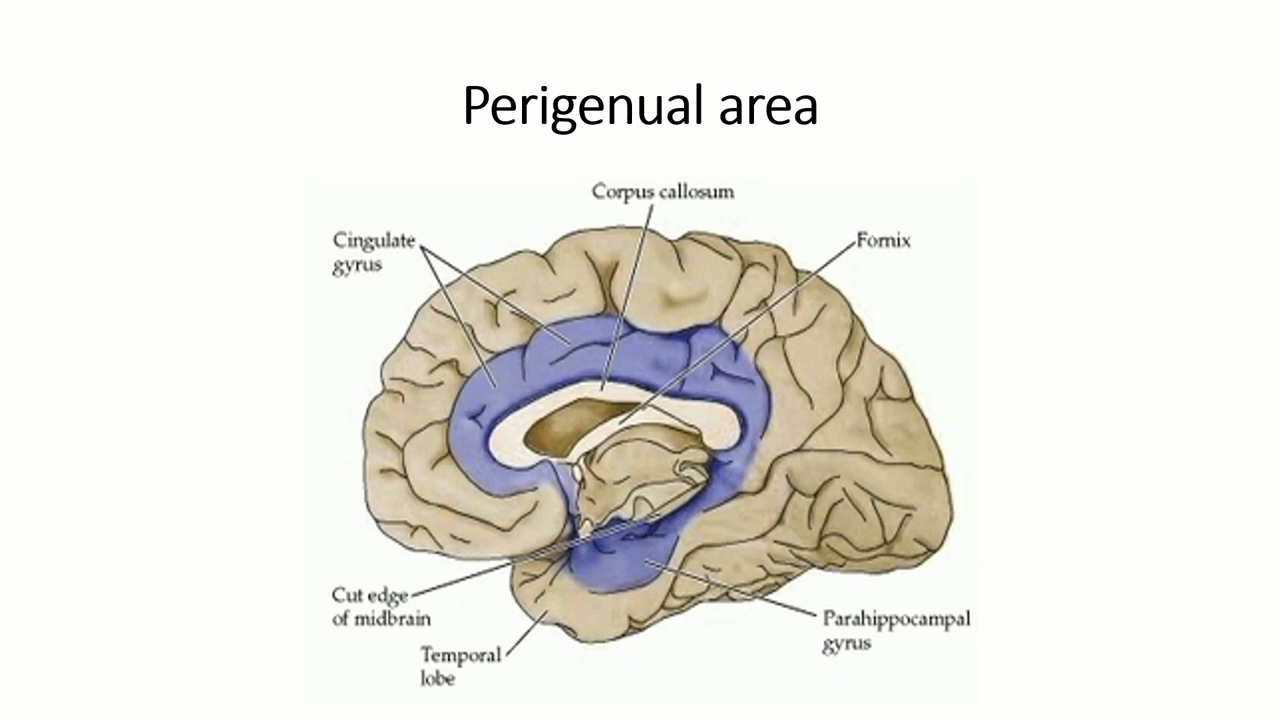 Perigenual area
Corpus callosum
Cingulate
gyrus
Fornix
Cut edge
of midbrain
Temporal
lobe
Parahippocampal
gyrus